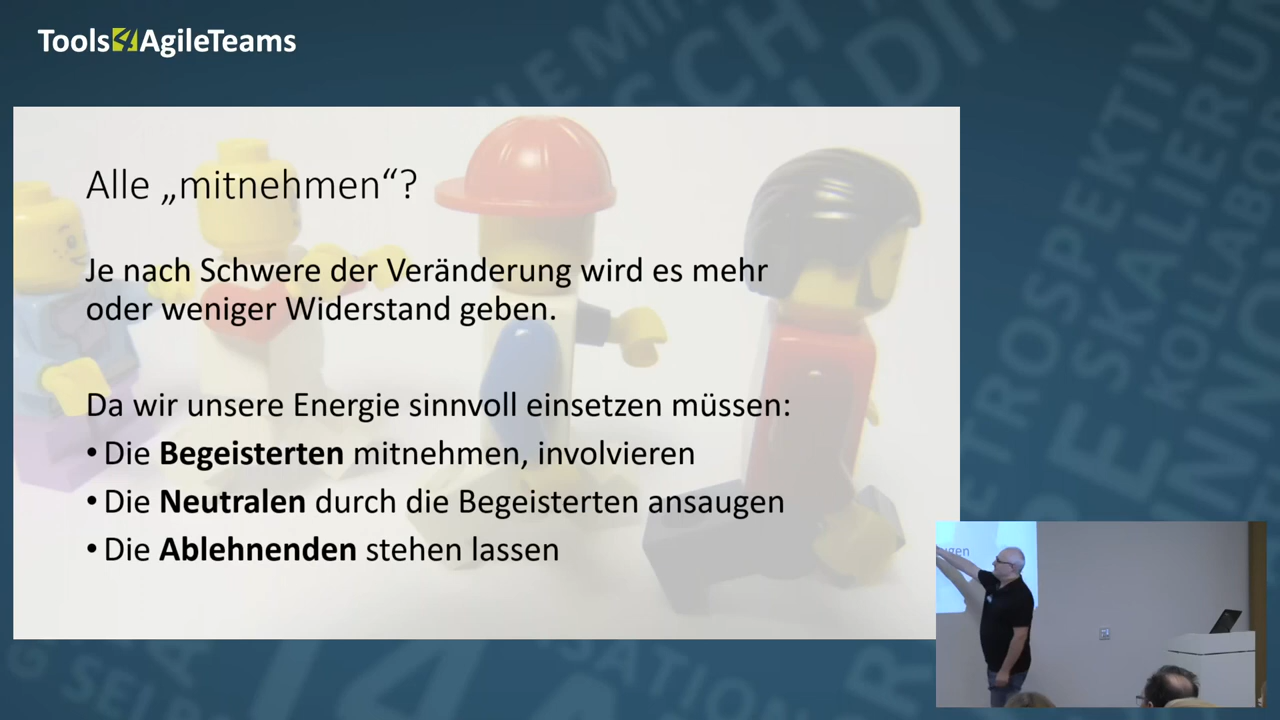 Tools4AgileTeams
Alle „mitnehmen“?
Je nach Schwere der Veränderung wird es mehr
oder weniger Widerstand geben.
Da wir unsere Energie sinnvoll einsetzen müssen:
• Die Begeisterten mitnehmen, involvieren
• Die Neutralen durch die Begeisterten ansaugen
• Die Ablehnenden stehen lassen